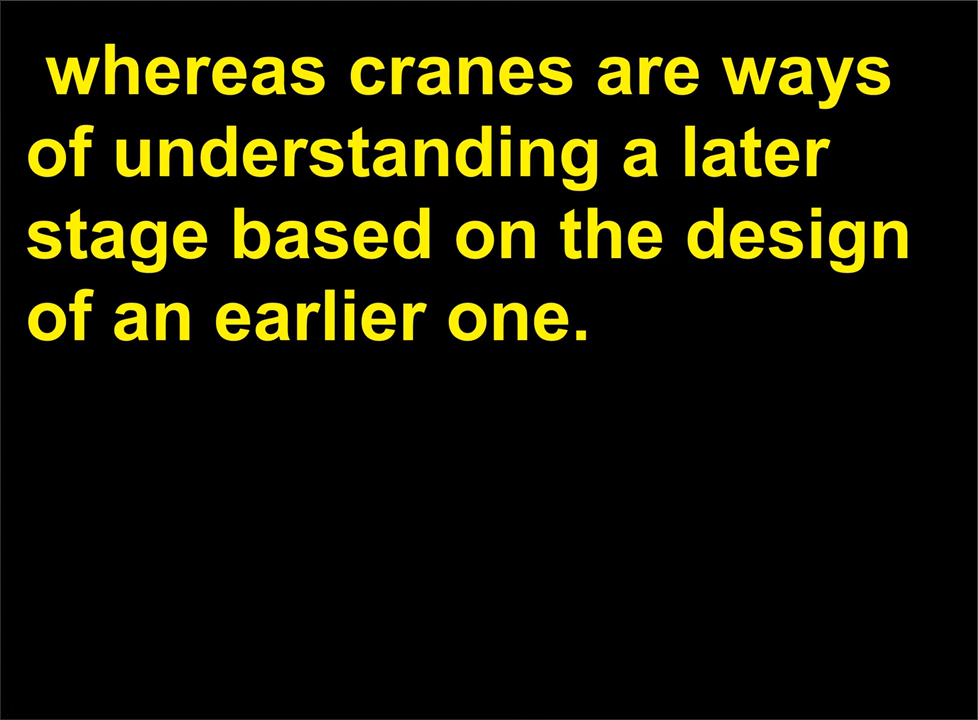 whereas cranes are ways
of understanding a later
stage based on the design
of an earlier one.